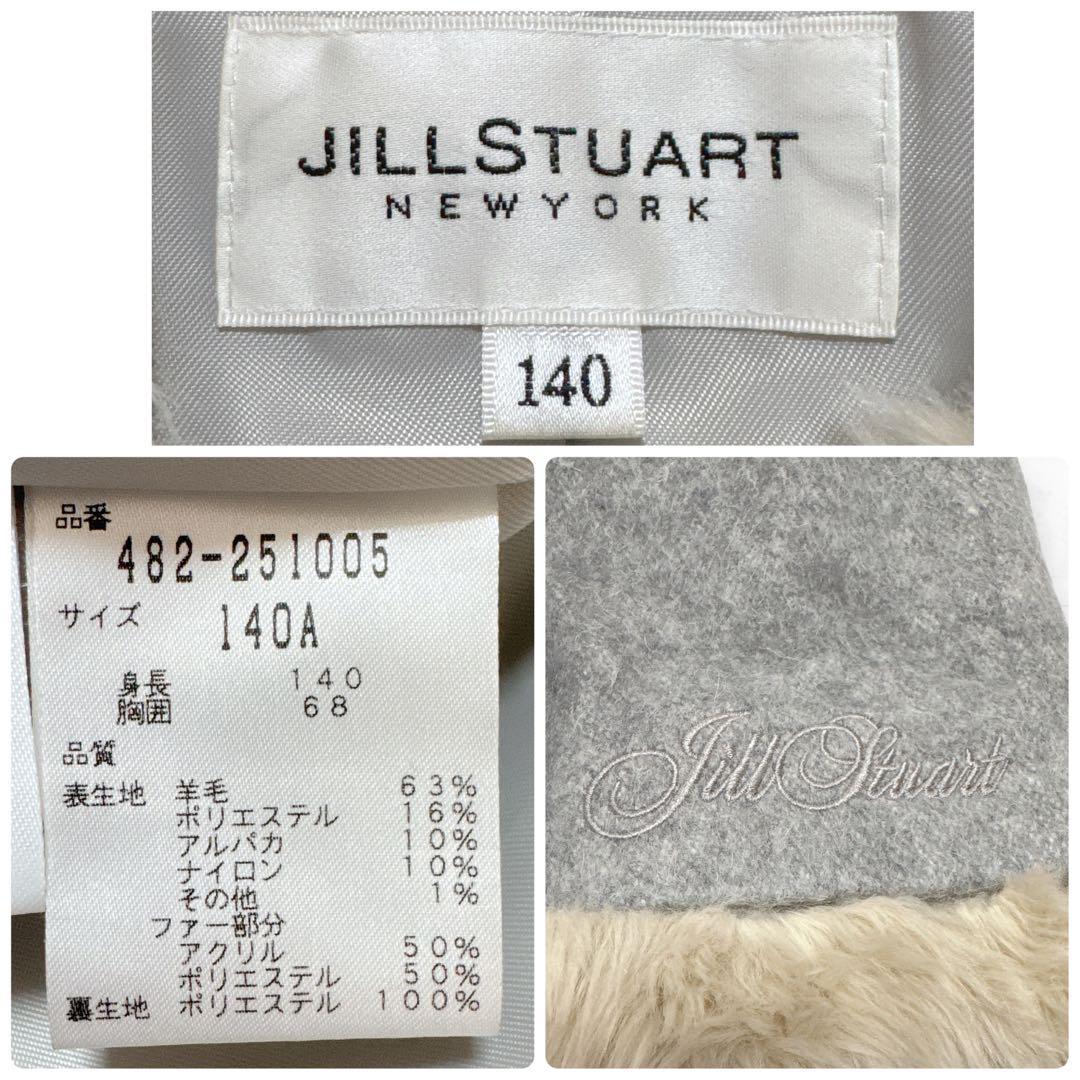 JILLSTUART
NEWYORK
140
品番
482-251005
サイズ 140A
身長 140
胸囲 68
品質
表生地 羊毛 63%
ポリエステル 16%
アルパカ 10%
ナイロン 10%
その他 1%
ファー部分
アクリル 50%
ポリエステル 50%
裏生地 ポリエステル 100%
Jill Stuart